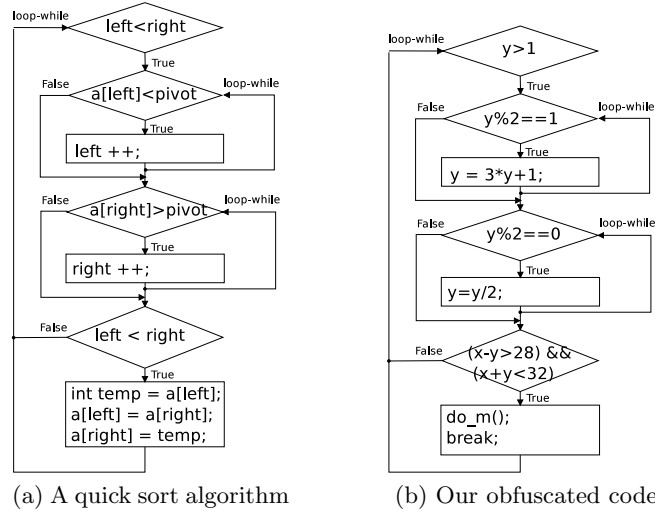 loop-while
left<right
True
False
loop-while
a[left]<pivot
True
left ++;
False
loop-while
a[right]>pivot
True
right ++;
False
left < right
True
int temp = a[left];
a[left] = a[right];
a[right] = temp;
(a) A quick sort algorithm
loop-while
y>1
True
False
loop-while
y%2==1
True
y = 3*y+1;
loop-while
False
y%2==0
True
y=y/2;
False
(x-y>28) &&
(x+y<32)
True
do_m();
break;
(b) Our obfuscated code